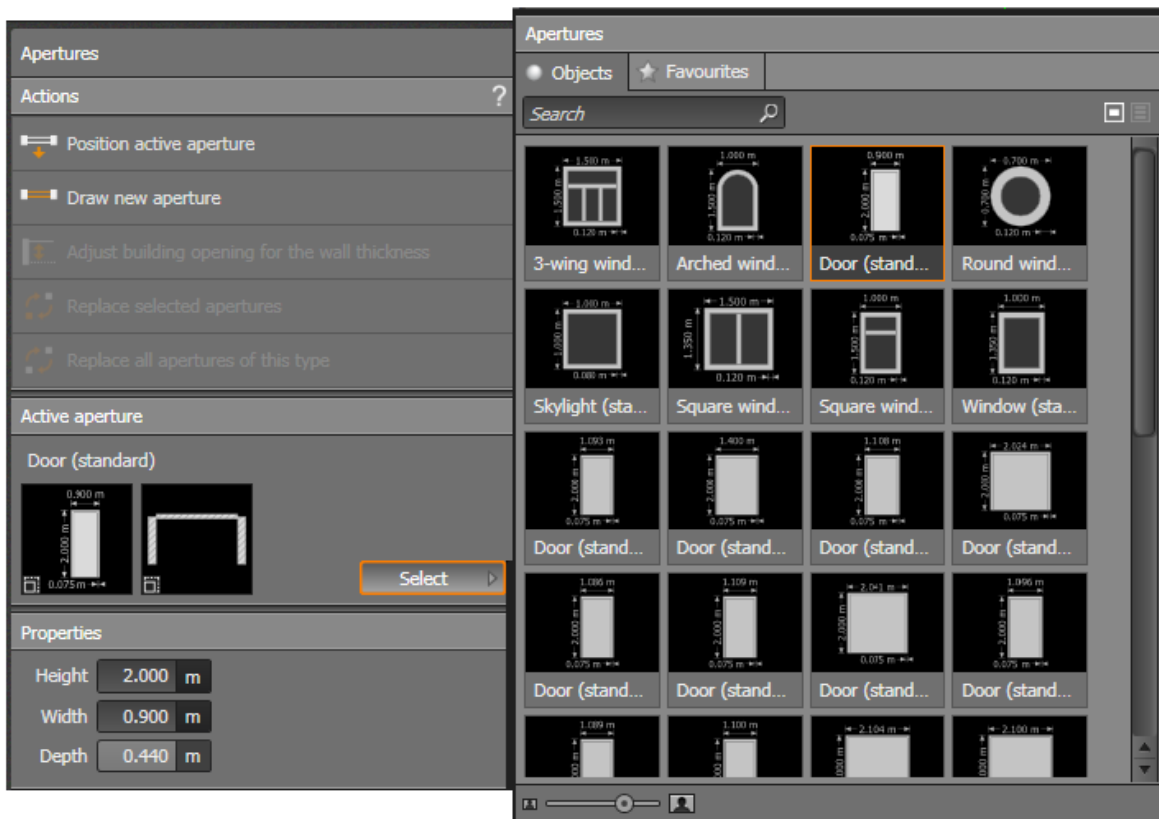 Apertures
Actions ?
Position active aperture
Draw new aperture
Adjust building opening for the wall thickness
Replace selected apertures
Replace all apertures of this type
Active aperture
Door (standard)
0.900 m
2.000 m
0.075 m
Select
Properties
Height 2.000 m
Width 0.900 m
Depth 0.440 m
Apertures
Objects Favourites
Search
1.500 m 1.000 m 0.900 m 0.700 m
1.500 m 1.500 m 2.000 m 0.700 m
0.120 m 0.120 m 0.075 m 0.120 m
3-wing wind... Arched wind... Door (stand... Round wind...
1.000 m 1.500 m 1.000 m 1.000 m
1.000 m 1.350 m 1.500 m 1.350 m
0.080 m 0.120 m 0.120 m 0.120 m
Skylight (sta... Square wind... Square wind... Window (sta...
1.093 m 1.400 m 1.108 m 2.024 m
2.000 m 2.000 m 2.000 m 2.000 m
0.075 m 0.075 m 0.075 m 0.075 m
Door (stand... Door (stand... Door (stand... Door (stand...
1.086 m 1.109 m 2.041 m 1.096 m
2.000 m 2.000 m 2.000 m 2.000 m
0.075 m 0.075 m 0.075 m 0.075 m
Door (stand... Door (stand... Door (stand... Door (stand...
1.089 m 1.100 m 2.104 m 2.100 m